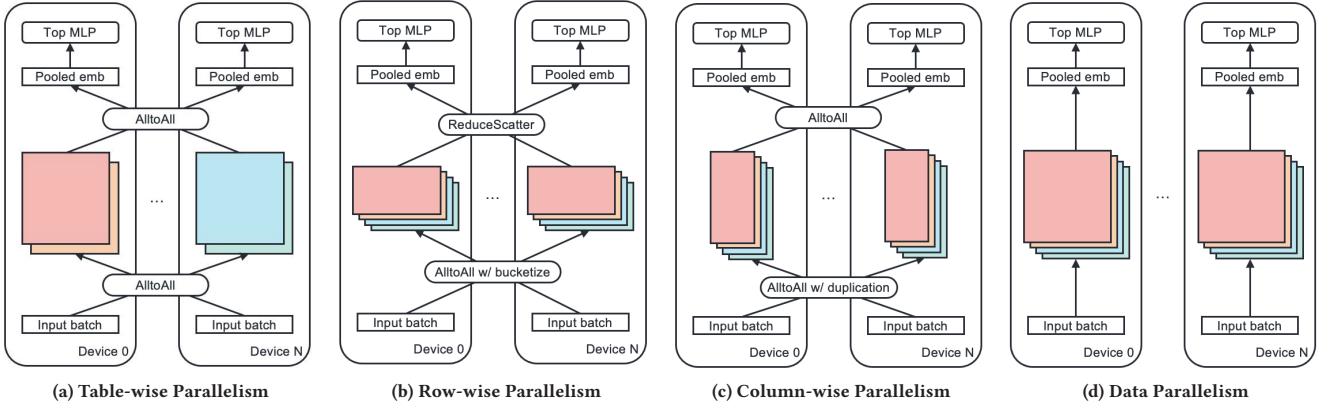 Top MLP
Top MLP
Pooled emb
Pooled emb
AlltoAll
...
AlltoAll
Input batch
Input batch
Device 0
Device N
(a) Table-wise Parallelism
Top MLP
Top MLP
Pooled emb
Pooled emb
ReduceScatter
...
AlltoAll w/ bucketize
Input batch
Input batch
Device 0
Device N
(b) Row-wise Parallelism
Top MLP
Top MLP
Pooled emb
Pooled emb
AlltoAll
...
AlltoAll w/ duplication
Input batch
Input batch
Device 0
Device N
(c) Column-wise Parallelism
Top MLP
Top MLP
Pooled emb
Pooled emb
...
Input batch
Input batch
Device 0
Device N
(d) Data Parallelism